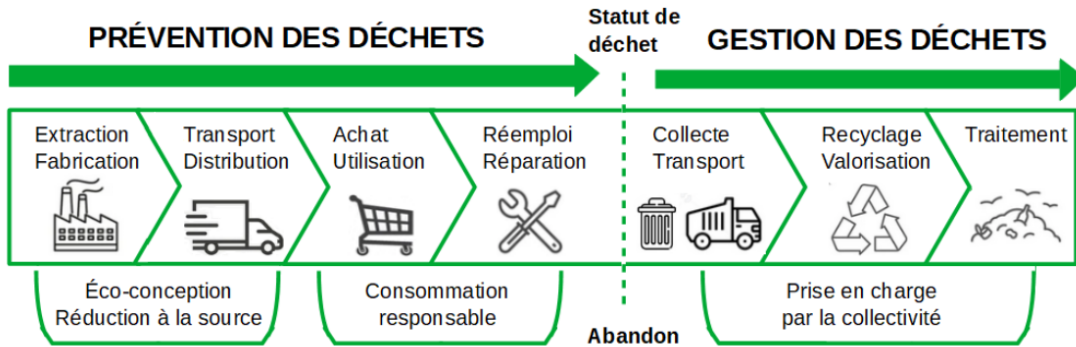 PRÉVENTION DES DÉCHETS
Statut de
déchet
GESTION DES DÉCHETS
Extraction
Fabrication
Transport
Distribution
Achat
Utilisation
Réemploi
Réparation
Collecte
Transport
Recyclage
Valorisation
Traitement
Éco-conception
Réduction à la source
Consommation
responsable
Abandon
Prise en charge
par la collectivité